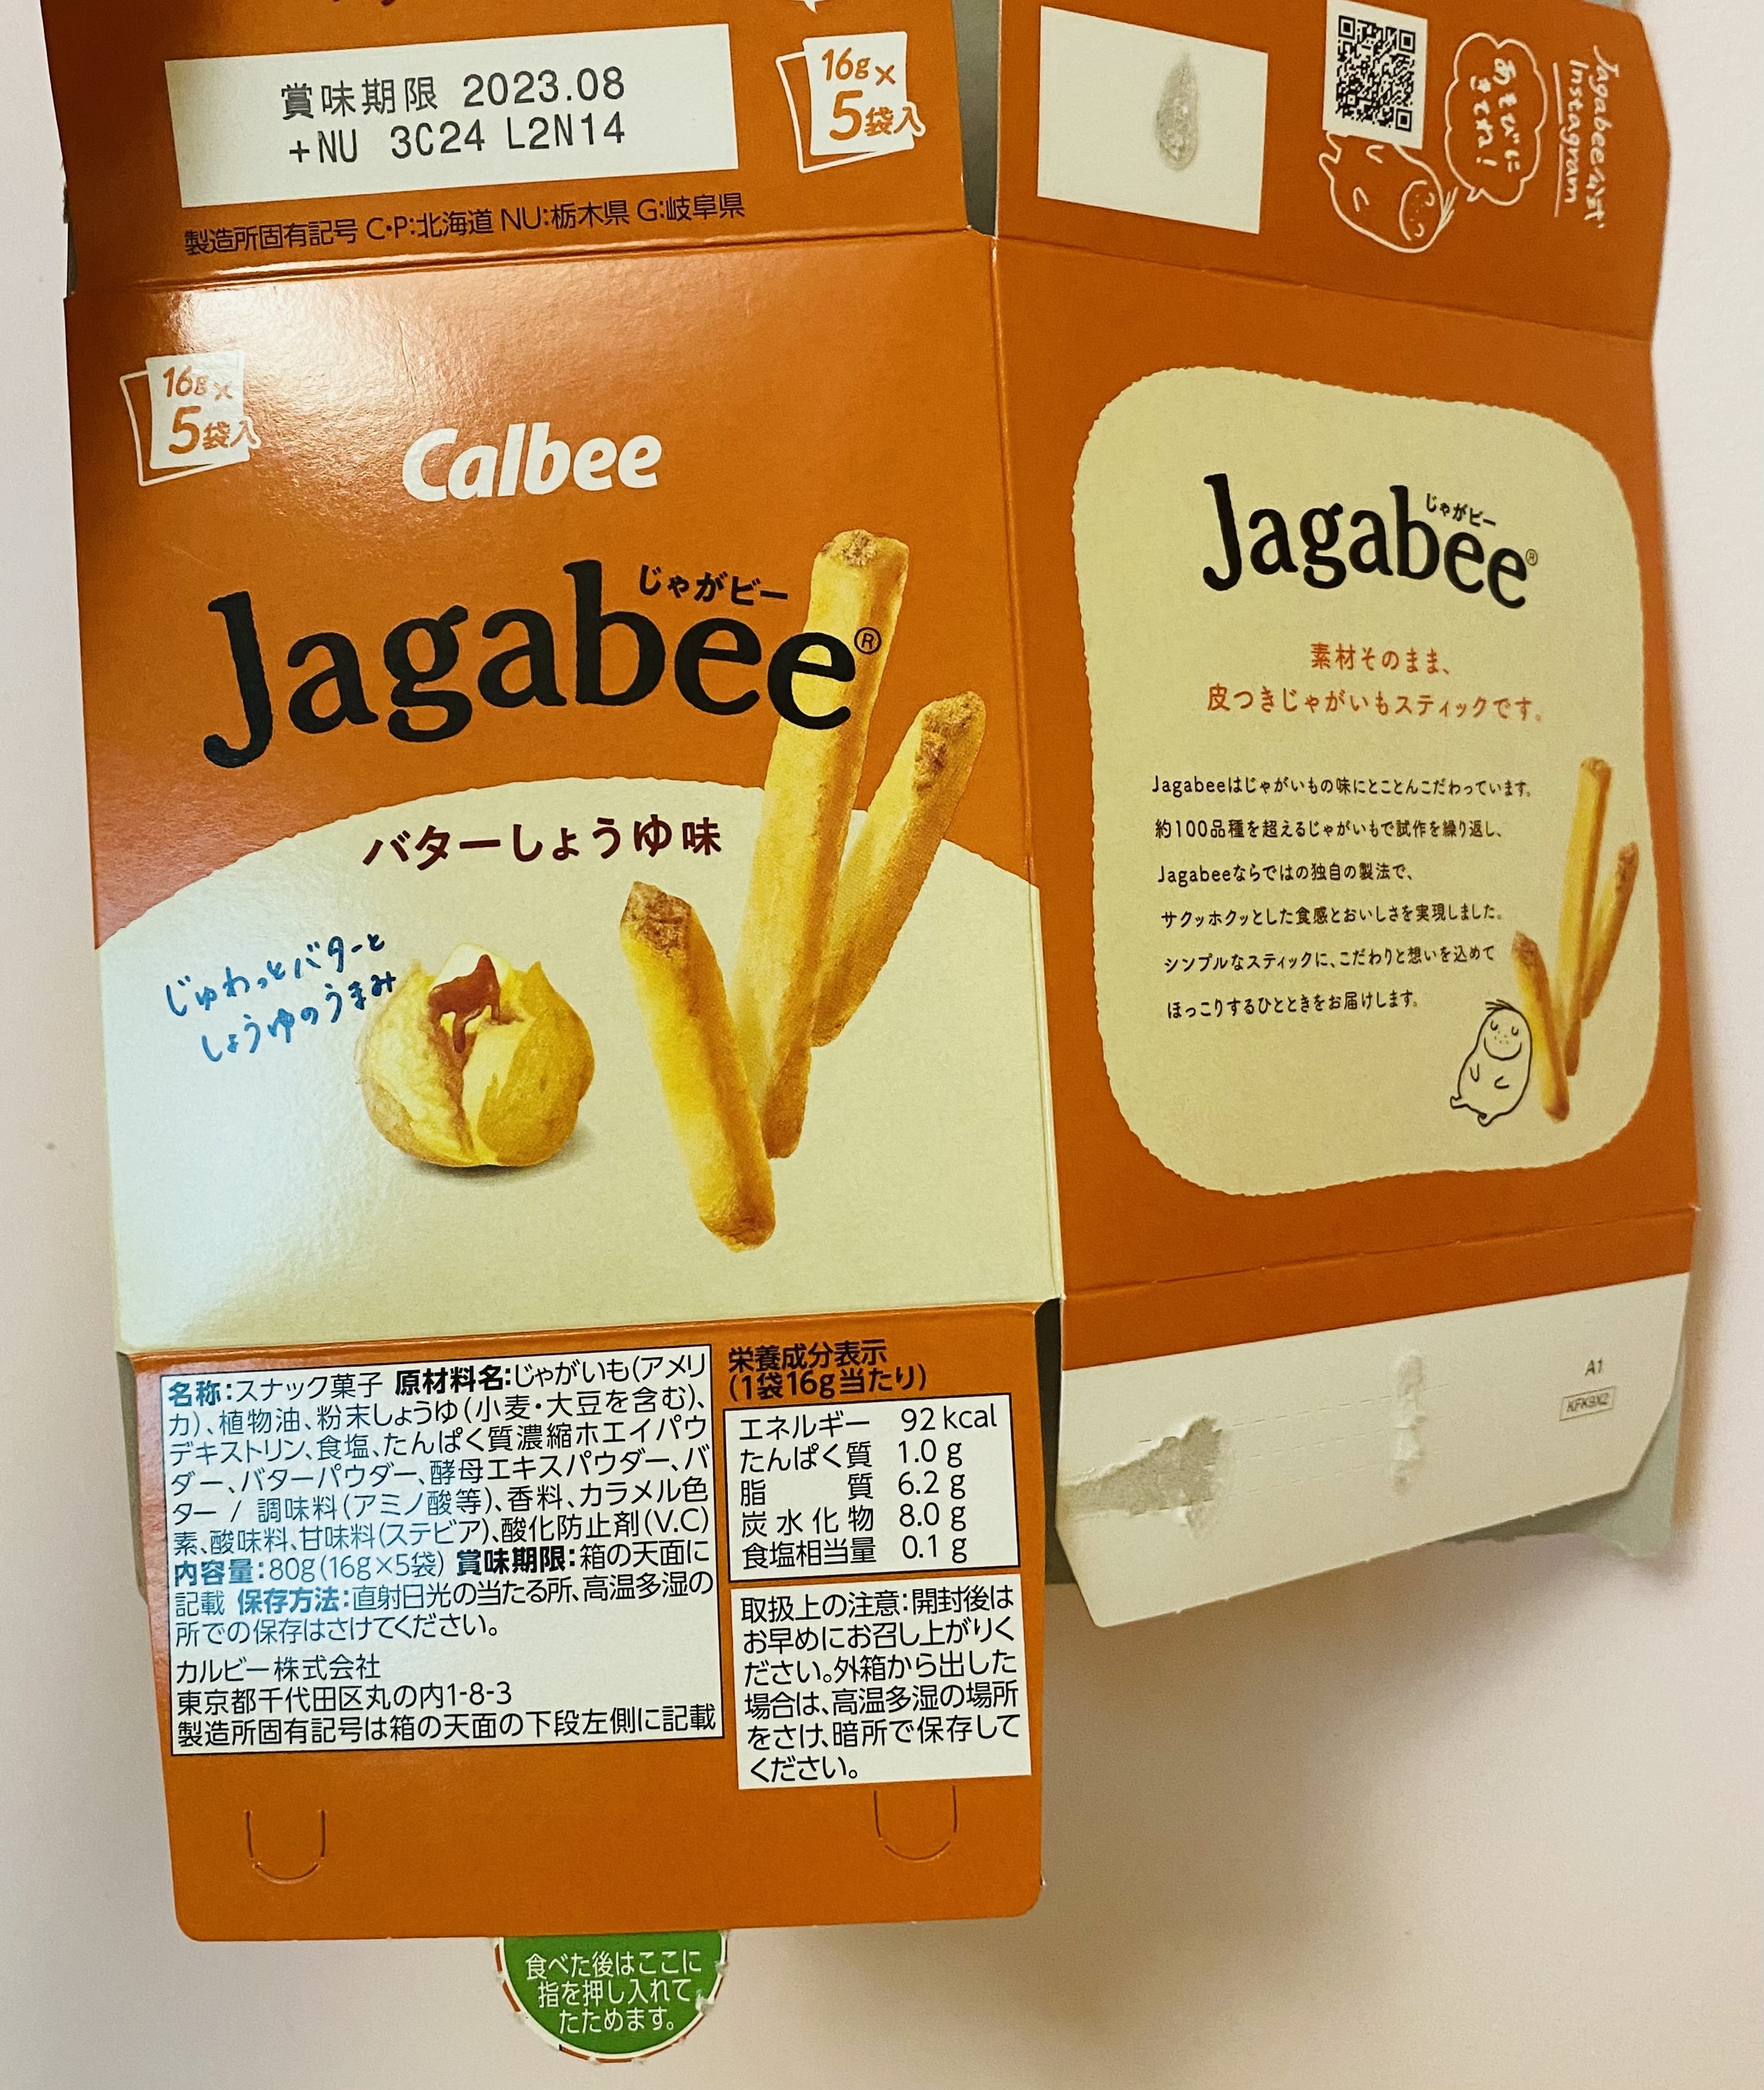 賞味期限 2023.08
+NU 3C24 L2N14
16g×
5袋入
製造所固有記号 C・P:北海道 NU:栃木県 G:岐阜県
16g×
5袋入
Calbee
じゃがビー
Jagabee®
バターしょうゆ味
じゅわっとバターと
しょうゆのうまみ
名称:スナック菓子 原材料名:じゃがいも(アメリ
カ)、植物油、粉末しょうゆ(小麦・大豆を含む)、
デキストリン、食塩、たんぱく質濃縮ホエイパウ
ダー、バターパウダー、酵母エキスパウダー、バ
ター / 調味料(アミノ酸等)、香料、カラメル色
素、酸味料、甘味料(ステビア)、酸化防止剤(V.C)
内容量:80g(16g×5袋) 賞味期限:箱の天面に
記載 保存方法:直射日光の当たる所、高温多湿の
所での保存はさけてください。
カルビー株式会社
東京都千代田区丸の内1-8-3
製造所固有記号は箱の天面の下段左側に記載
栄養成分表示
(1袋16g当たり)
エネルギー 92 kcal
たんぱく質 1.0 g
脂質 6.2 g
炭水化物 8.0 g
食塩相当量 0.1 g
取扱上の注意:開封後は
お早めにお召し上がりく
ださい。外箱から出した
場合は、高温多湿の場所
をさけ、暗所で保存して
ください。
食べた後はここに
指を押し入れて
たためます。
Jagabee公式
Instagram
あそびに
きてね!
じゃがビー
Jagabee®
素材そのまま、
皮つきじゃがいもスティックです。
Jagabeeはじゃがいもの味にとことんこだわっています。
約100品種を超えるじゃがいもで試作を繰り返し、
Jagabeeならではの独自の製法で、
サクッホクッとした食感とおいしさを実現しました。
シンプルなスティックに、こだわりと想いを込めて
ほっこりするひとときをお届けします。
A1
KFK9X2